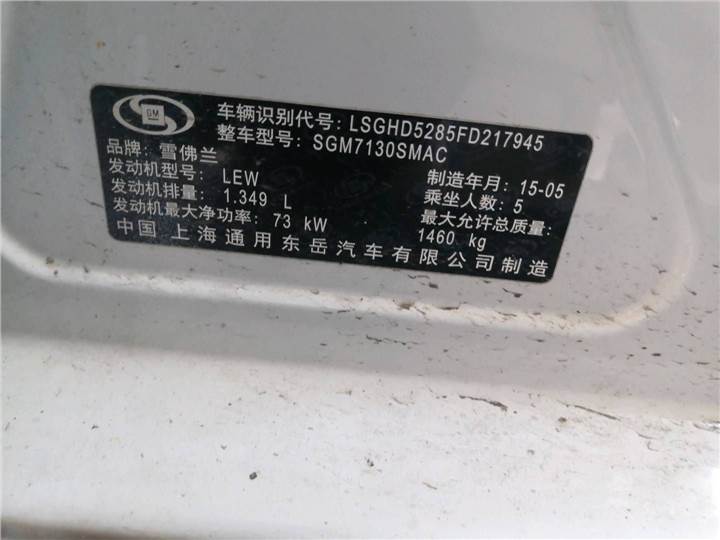 GM
车辆识别代号: LSGHD5285FD217945
整车型号: SGM7130SMAC
品牌: 雪佛兰
发动机型号: LEW
制造年月: 15-05
发动机排量: 1.349 L
乘坐人数: 5
发动机最大净功率: 73 kW
最大允许总质量:
1460 kg
中国 上海通用东岳汽车有限公司制造